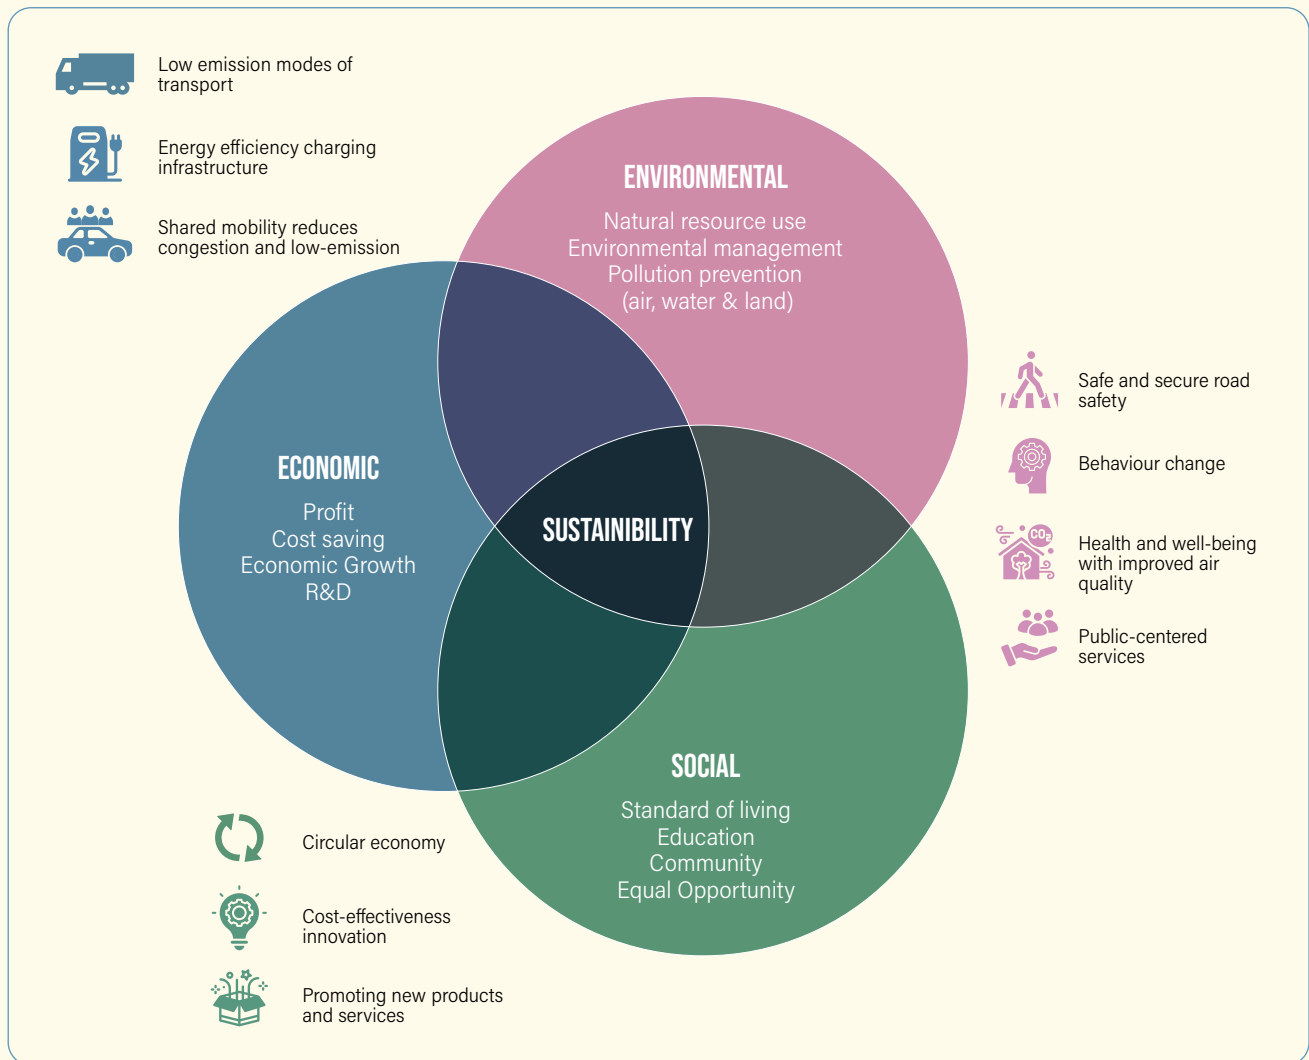 Low emission modes of
transport
Energy efficiency charging
infrastructure
Shared mobility reduces
congestion and low-emission
ENVIRONMENTAL
Natural resource use
Environmental management
Pollution prevention
(air, water & land)
ECONOMIC
Profit
Cost saving
Economic Growth
R&D
SUSTAINIBILITY
Safe and secure road
safety
Behaviour change
CO₂
Health and well-being
with improved air
quality
Public-centered
services
SOCIAL
Standard of living
Education
Community
Equal Opportunity
Circular economy
Cost-effectiveness
innovation
Promoting new products
and services